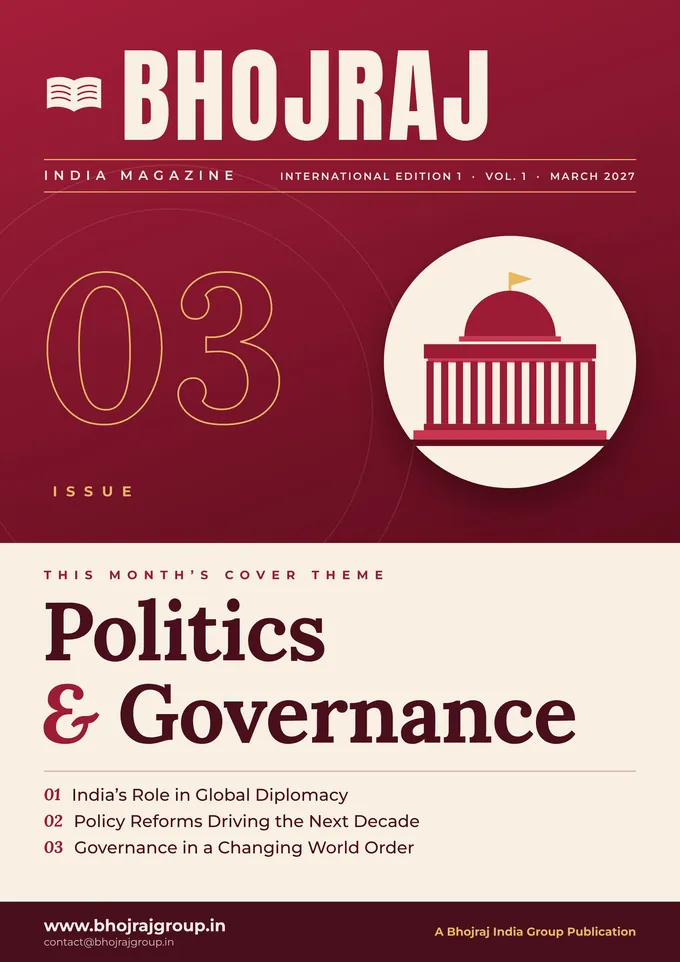 BHOJRAJ
INDIA MAGAZINE
INTERNATIONAL EDITION 1 · VOL. 1 · MARCH 2027
03
ISSUE
THIS MONTH’S COVER THEME
Politics
& Governance
01 India’s Role in Global Diplomacy
02 Policy Reforms Driving the Next Decade
03 Governance in a Changing World Order
www.bhojrajgroup.in
contact@bhojrajgroup.in
A Bhojraj India Group Publication